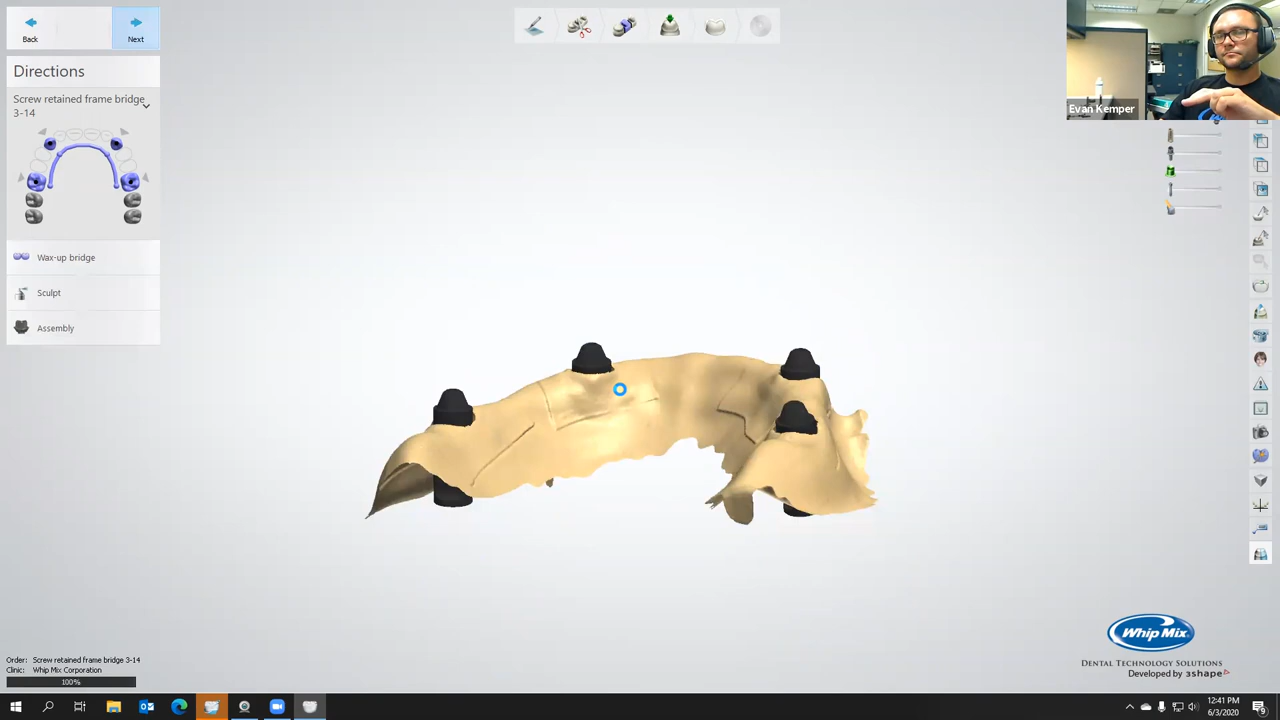 Back
Next
Directions
Screw retained frame bridge
3-14
Wax-up bridge
Sculpt
Assembly
Evan Kemper
Order: Screw retained frame bridge 3-14
Clinic: Whip Mix Corporation
100%
Whip Mix
DENTAL TECHNOLOGY SOLUTIONS
Developed by 3shape
12:41 PM
6/3/2020